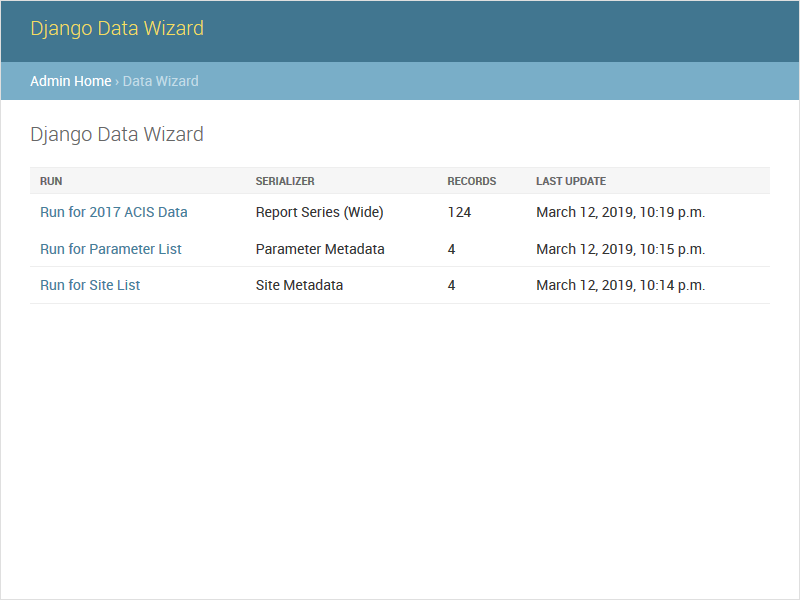 Django Data Wizard
Admin Home › Data Wizard
Django Data Wizard
RUN SERIALIZER RECORDS LAST UPDATE
Run for 2017 ACIS Data Report Series (Wide) 124 March 12, 2019, 10:19 p.m.
Run for Parameter List Parameter Metadata 4 March 12, 2019, 10:15 p.m.
Run for Site List Site Metadata 4 March 12, 2019, 10:14 p.m.